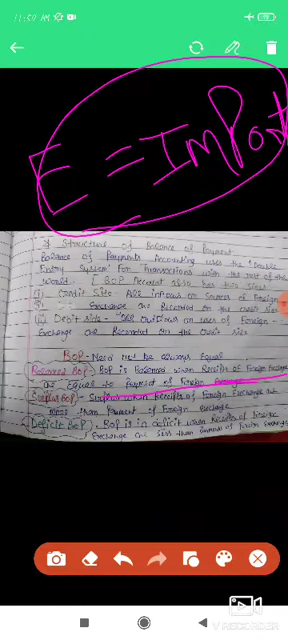 11:50 AM
E = ImPort
Structure of Balance of Payment
Balance of Payments Accounting uses the Double
Entry System For Transactions with the rest of the
World. [BOP Account also has two sides
(i) Credit Side - All inflows or Sources of Foreign
Exchange are Recorded on the credit side
(ii) Debit side - All outflows or uses of Foreign
Exchange are Recorded on the side
BOP - Need not be always Equal
Balanced BOP - BOP is Balanced when Receipts of Foreign Exchange
are Equal to payment of Foreign Exchange
Surplus BOP - Surplus when Receipts of Foreign Exchange are
more than Payment of Foreign Exchange
Deficit BOP - BOP is in deficit when Receipts of Foreign
Exchange are less than of Foreign Exchange
VRECORDER